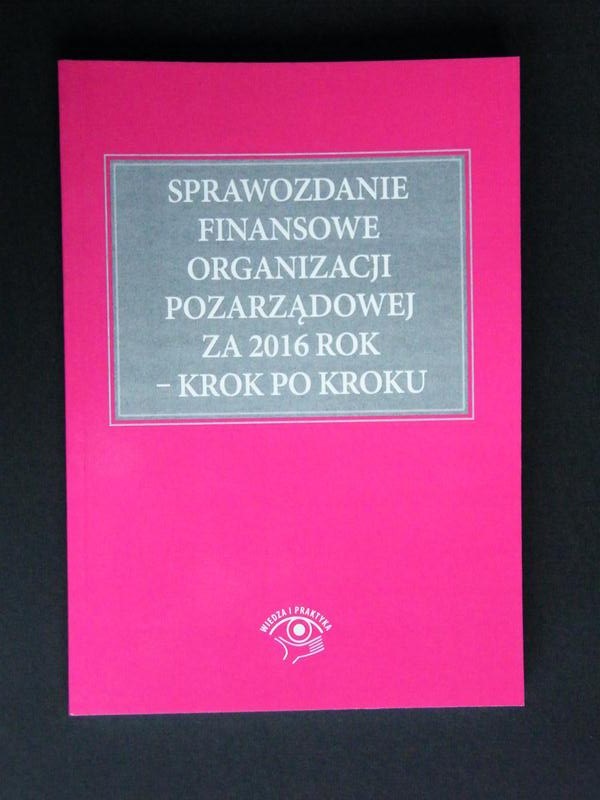 SPRAWOZDANIE
FINANSOWE
ORGANIZACJI
POZARZĄDOWEJ
ZA 2016 ROK
– KROK PO KROKU
WIEDZA I PRAKTYKA